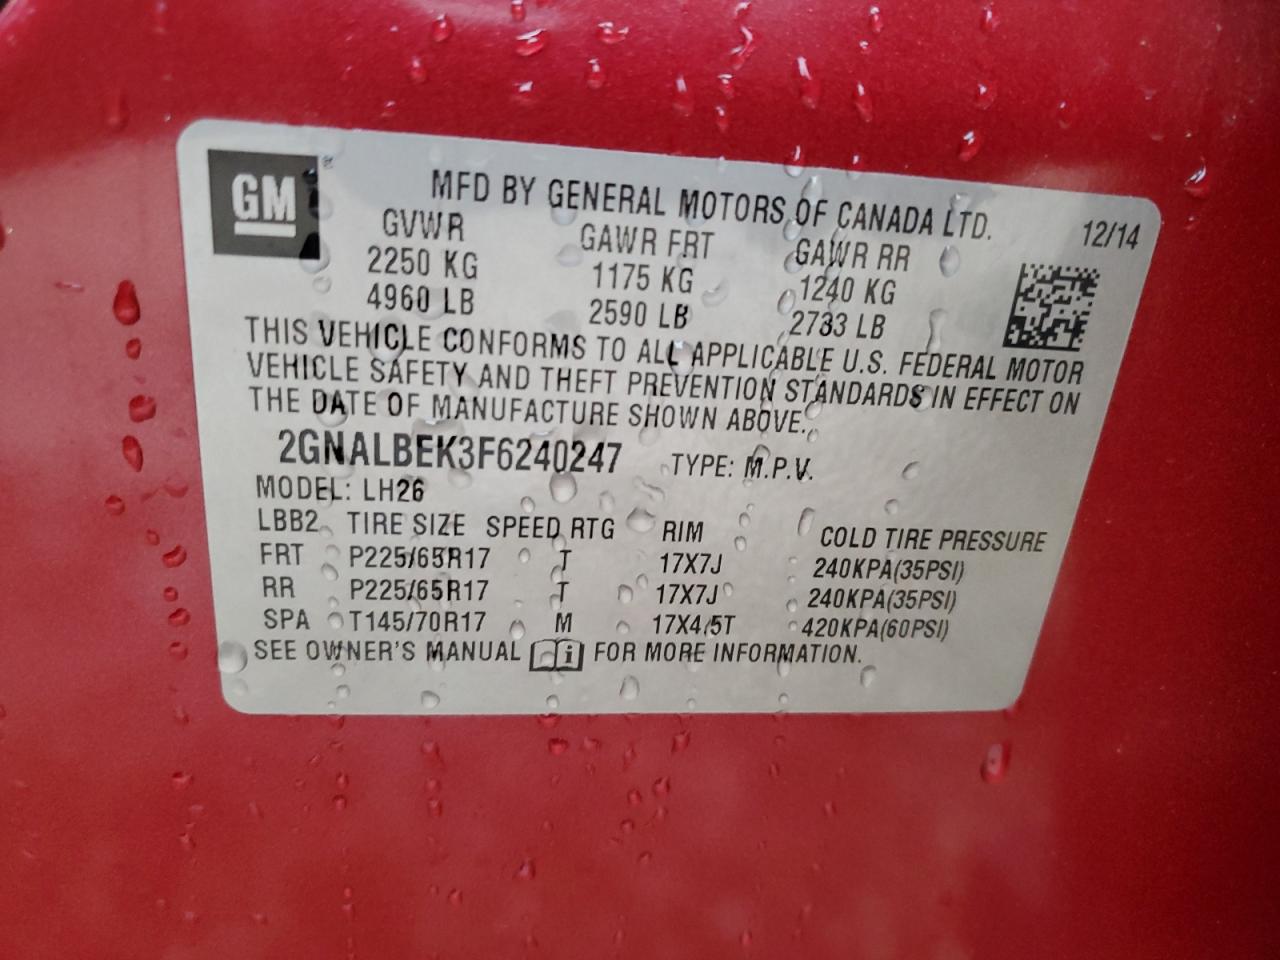 GM ®
MFD BY GENERAL MOTORS OF CANADA LTD.
12/14
GVWR GAWR FRT GAWR RR
2250 KG 1175 KG 1240 KG
4960 LB 2590 LB 2733 LB
THIS VEHICLE CONFORMS TO ALL APPLICABLE U.S. FEDERAL MOTOR
VEHICLE SAFETY AND THEFT PREVENTION STANDARDS IN EFFECT ON
THE DATE OF MANUFACTURE SHOWN ABOVE.
2GNALBEK3F6240247 TYPE: M.P.V.
MODEL: LH26
LBB2 TIRE SIZE SPEED RTG RIM COLD TIRE PRESSURE
FRT P225/65R17 T 17X7J 240KPA(35PSI)
RR P225/65R17 T 17X7J 240KPA(35PSI)
SPA T145/70R17 M 17X4.5T 420KPA(60PSI)
SEE OWNER'S MANUAL i FOR MORE INFORMATION.